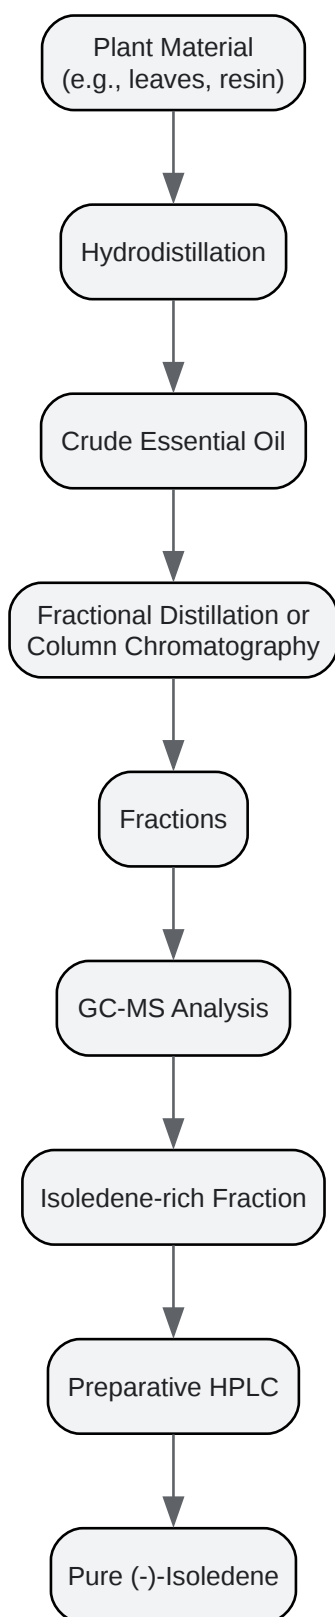 Plant Material
(e.g., leaves, resin)
Hydrodistillation
Crude Essential Oil
Fractional Distillation or
Column Chromatography
Fractions
GC-MS Analysis
Isoledene-rich Fraction
Preparative HPLC
Pure (-)-Isoledene